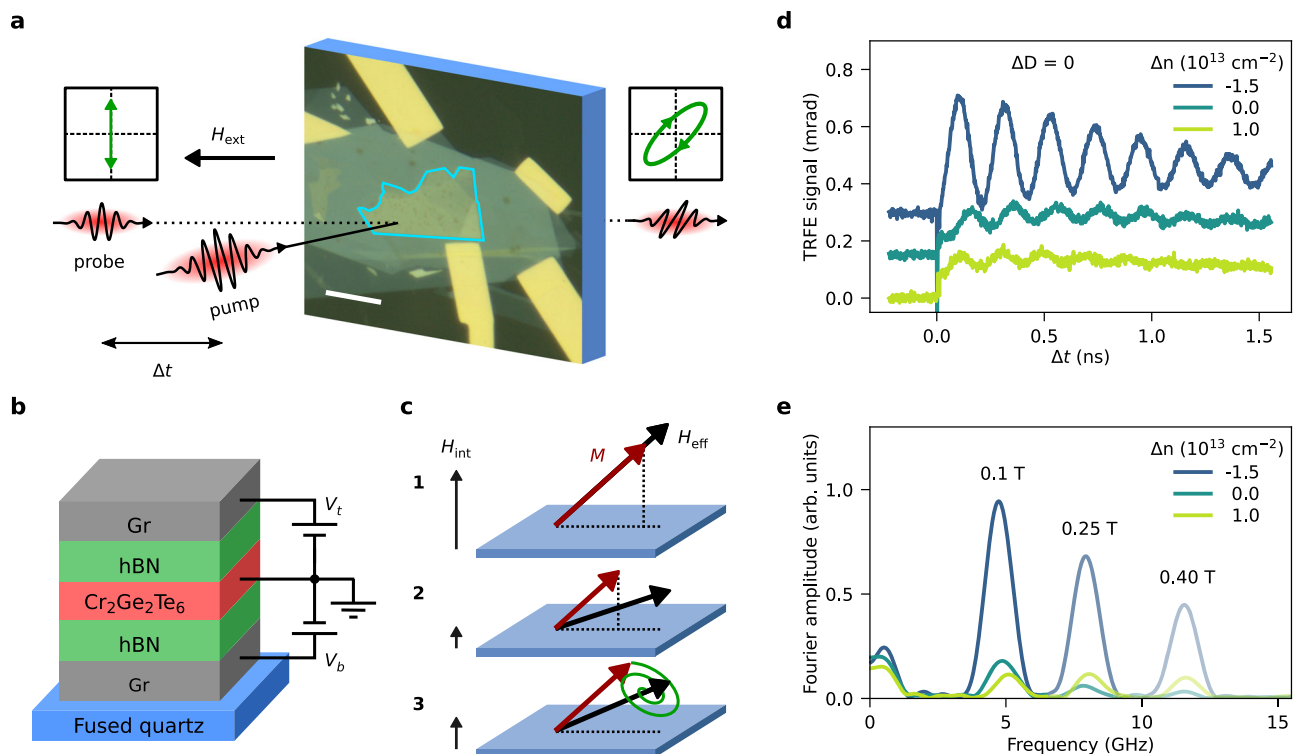 a
H_ext
probe
pump
Δt
b
Gr
hBN
Cr₂Ge₂Te₆
hBN
Gr
Fused quartz
V_t
V_b
c
H_int
1
M
H_eff
2
3
d
ΔD = 0
Δn (10¹³ cm⁻²)
-1.5
0.0
1.0
TRFE signal (mrad)
0.8
0.6
0.4
0.2
0.0
0.0
0.5
1.0
1.5
Δt (ns)
e
Δn (10¹³ cm⁻²)
-1.5
0.0
1.0
0.1 T
0.25 T
0.40 T
Fourier amplitude (arb. units)
1.0
0.5
0.0
0
5
10
15
Frequency (GHz)